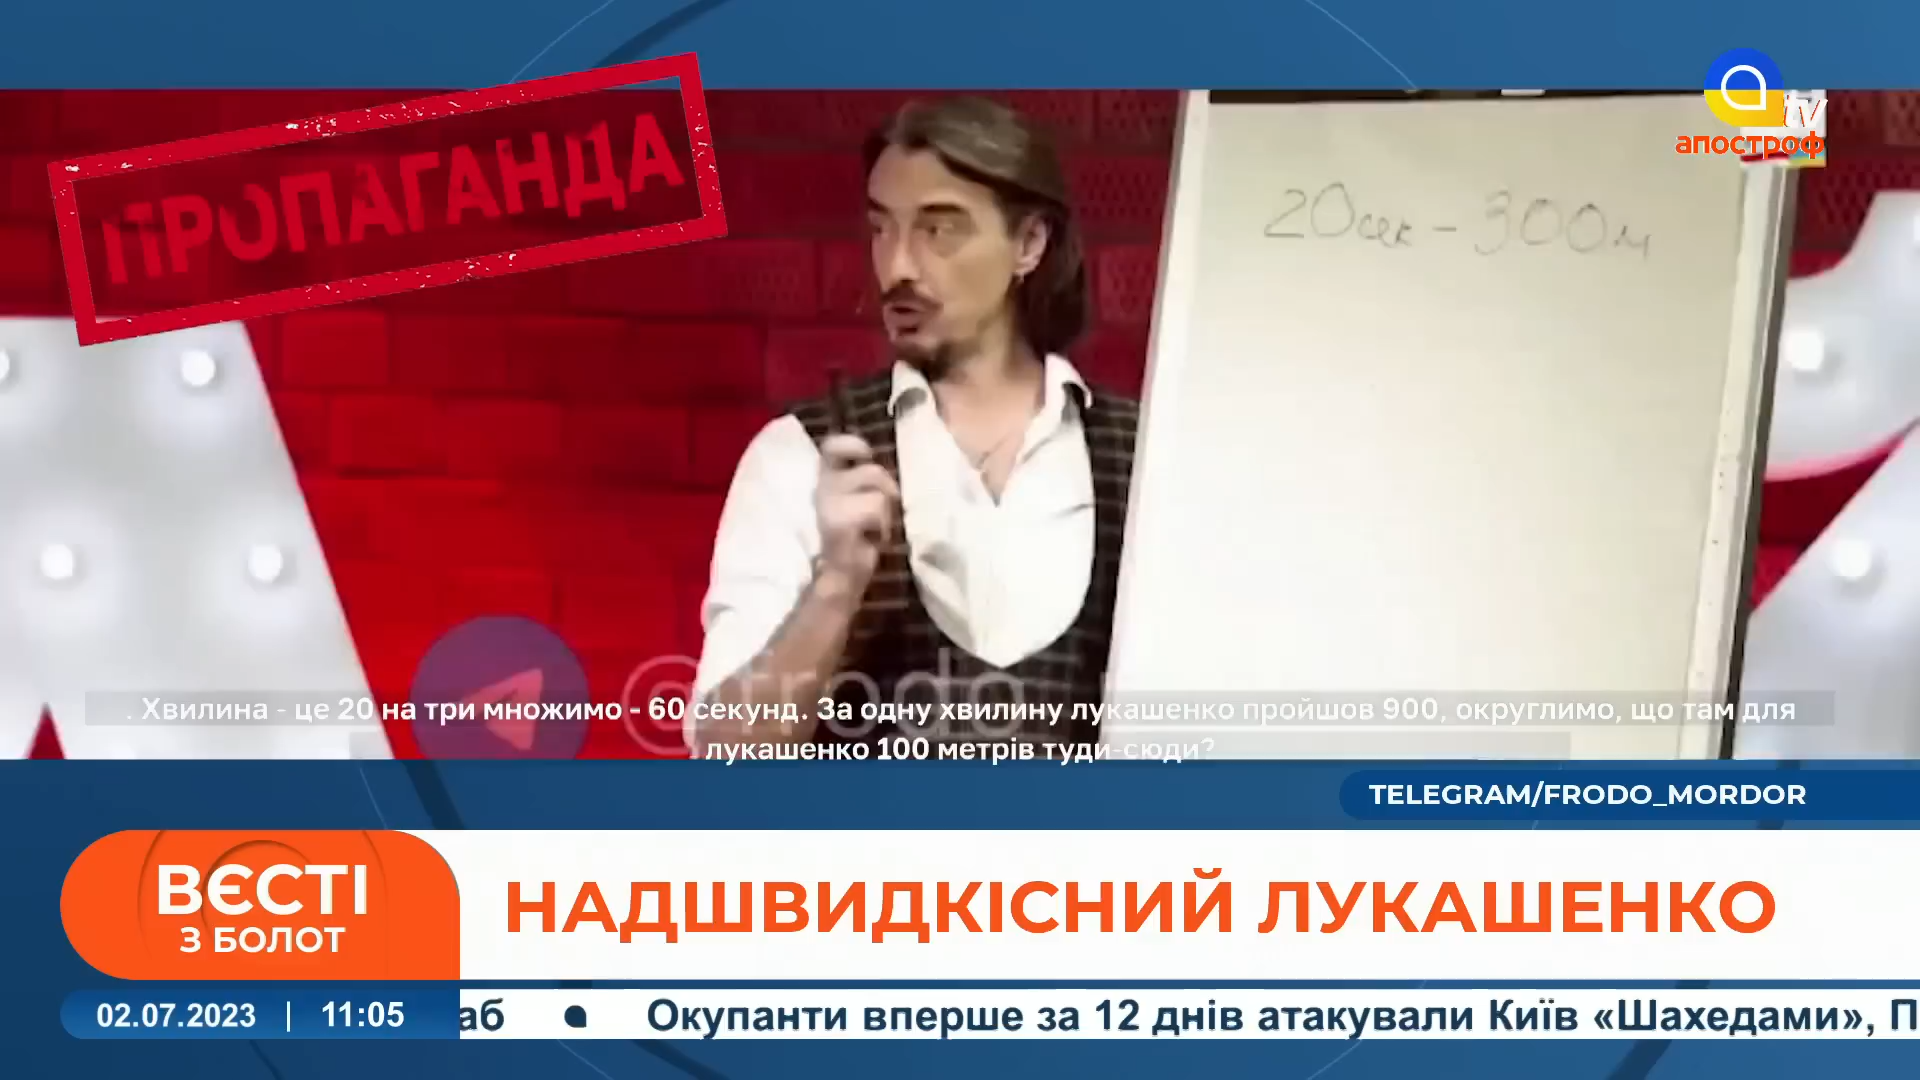 ПРОПАГАНДА
tv
апостроф
20сек - 300м
@frodo
. Хвилина - це 20 на три множимо - 60 секунд. За одну хвилину лукашенко пройшов 900, округлимо, що там для
лукашенко 100 метрів туди-сюди?
TELEGRAM/FRODO_MORDOR
ВЄСТІ
З БОЛОТ
НАДШВИДКІСНИЙ ЛУКАШЕНКО
02.07.2023 | 11:05
аб • Окупанти вперше за 12 днів атакували Київ «Шахедами», П